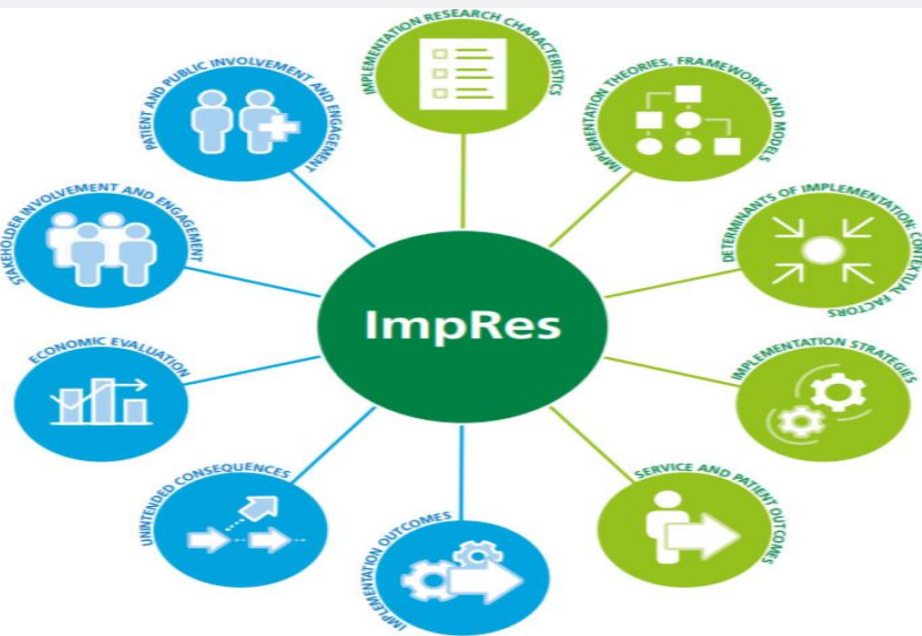 ImpRes
IMPLEMENTATION RESEARCH CHARACTERISTICS
IMPLEMENTATION THEORIES, FRAMEWORKS AND MODELS
DETERMINANTS OF IMPLEMENTATION: CONTEXTUAL FACTORS
IMPLEMENTATION STRATEGIES
SERVICE AND PATIENT OUTCOMES
IMPLEMENTATION OUTCOMES
UNINTENDED CONSEQUENCES
ECONOMIC EVALUATION
STAKEHOLDER INVOLVEMENT AND ENGAGEMENT
PATIENT AND PUBLIC INVOLVEMENT AND ENGAGEMENT